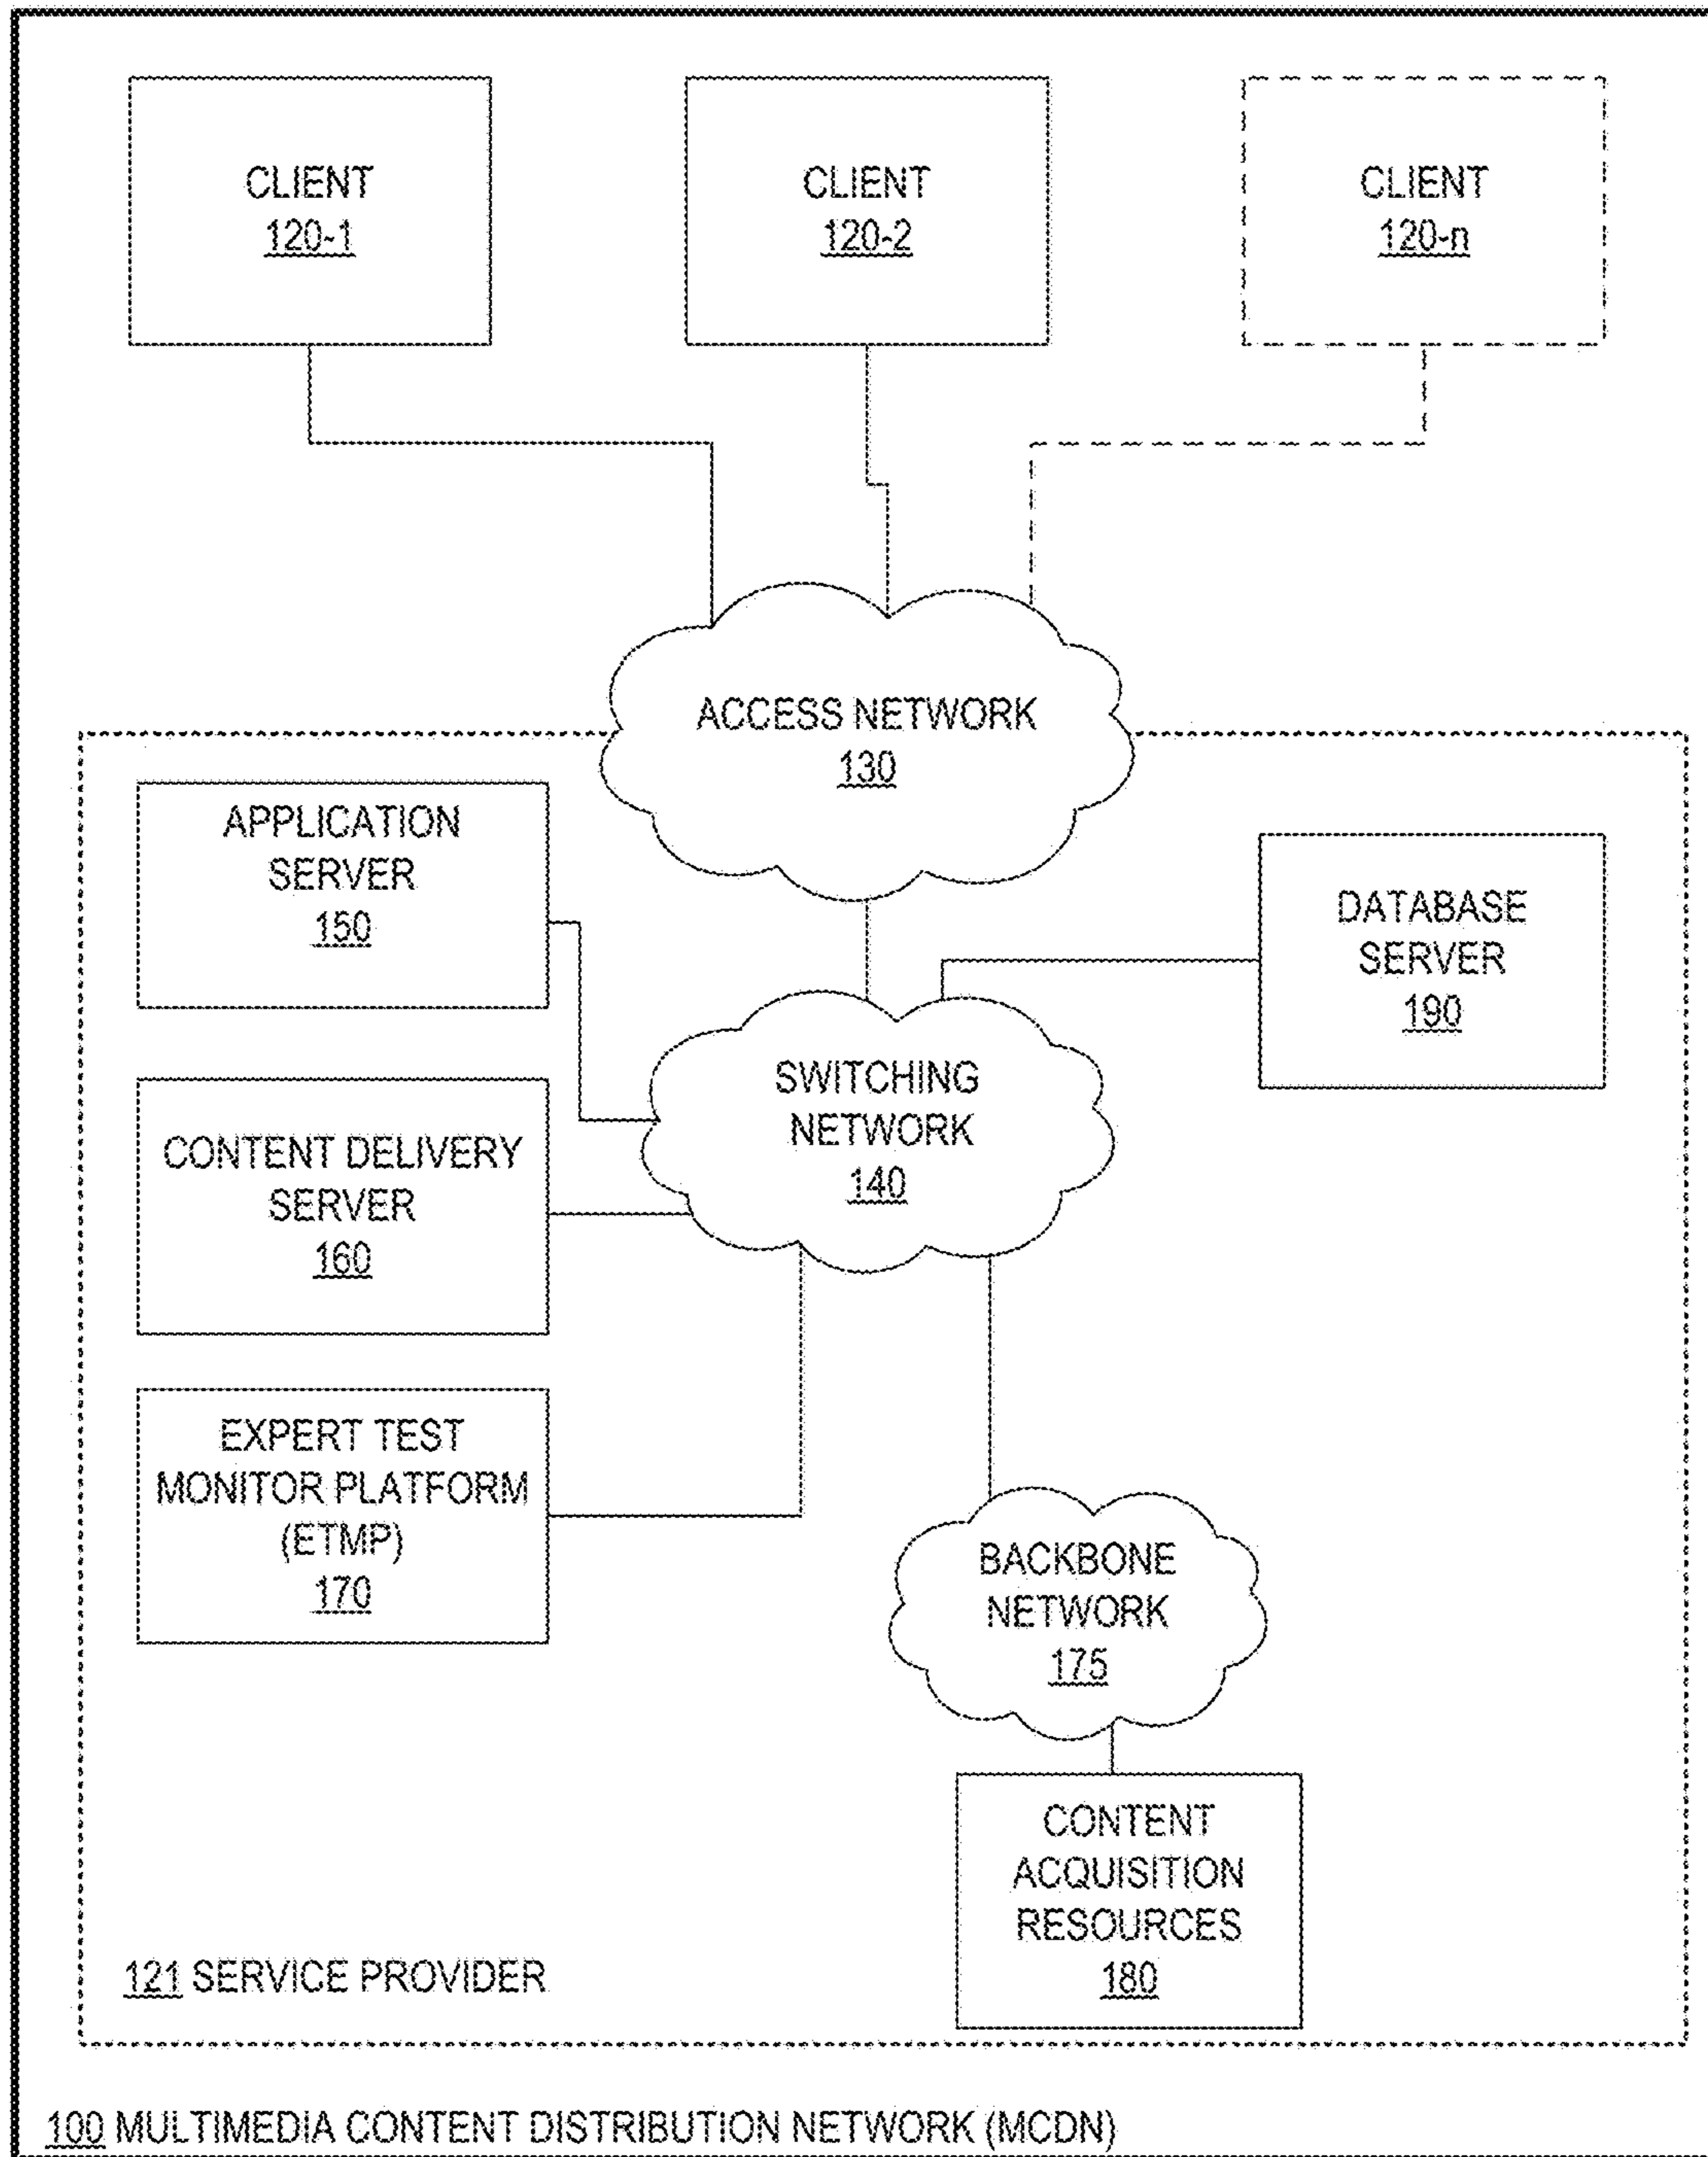 CLIENT
120-1
CLIENT
120-2
CLIENT
120-n
ACCESS NETWORK
130
APPLICATION
SERVER
150
DATABASE
SERVER
190
SWITCHING
NETWORK
140
CONTENT DELIVERY
SERVER
160
EXPERT TEST
MONITOR PLATFORM
(ETMP)
170
BACKBONE
NETWORK
175
CONTENT
ACQUISITION
RESOURCES
180
121 SERVICE PROVIDER
100 MULTIMEDIA CONTENT DISTRIBUTION NETWORK (MCDN)